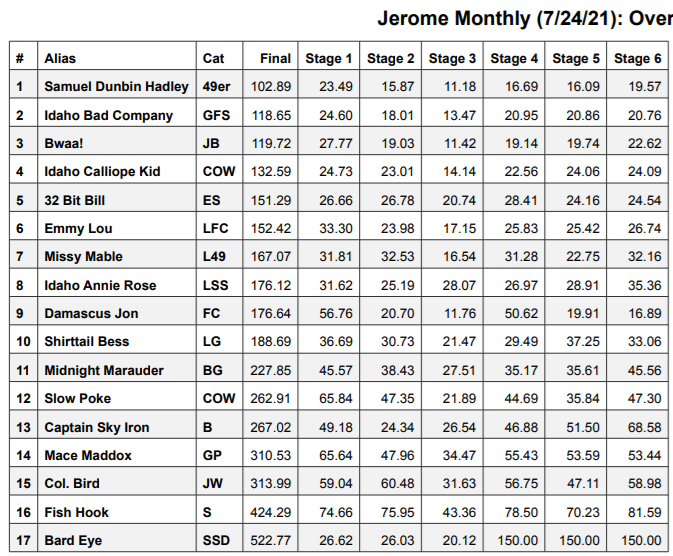 Jerome Monthly (7/24/21): Over
# Alias Cat Final Stage 1 Stage 2 Stage 3 Stage 4 Stage 5 Stage 6
1 Samuel Dunbin Hadley 49er 102.89 23.49 15.87 11.18 16.69 16.09 19.57
2 Idaho Bad Company GFS 118.65 24.60 18.01 13.47 20.95 20.86 20.76
3 Bwaa! JB 119.72 27.77 19.03 11.42 19.14 19.74 22.62
4 Idaho Calliope Kid COW 132.59 24.73 23.01 14.14 22.56 24.06 24.09
5 32 Bit Bill ES 151.29 26.66 26.78 20.74 28.41 24.16 24.54
6 Emmy Lou LFC 152.42 33.30 23.98 17.15 25.83 25.42 26.74
7 Missy Mable L49 167.07 31.81 32.53 16.54 31.28 22.75 32.16
8 Idaho Annie Rose LSS 176.12 31.62 25.19 28.07 26.97 28.91 35.36
9 Damascus Jon FC 176.64 56.76 20.70 11.76 50.62 19.91 16.89
10 Shirttail Bess LG 188.69 36.69 30.73 21.47 29.49 37.25 33.06
11 Midnight Marauder BG 227.85 45.57 38.43 27.51 35.17 35.61 45.56
12 Slow Poke COW 262.91 65.84 47.35 21.89 44.69 35.84 47.30
13 Captain Sky Iron B 267.02 49.18 24.34 26.54 46.88 51.50 68.58
14 Mace Maddox GP 310.53 65.64 47.96 34.47 55.43 53.59 53.44
15 Col. Bird JW 313.99 59.04 60.48 31.63 56.75 47.11 58.98
16 Fish Hook S 424.29 74.66 75.95 43.36 78.50 70.23 81.59
17 Bard Eye SSD 522.77 26.62 26.03 20.12 150.00 150.00 150.00